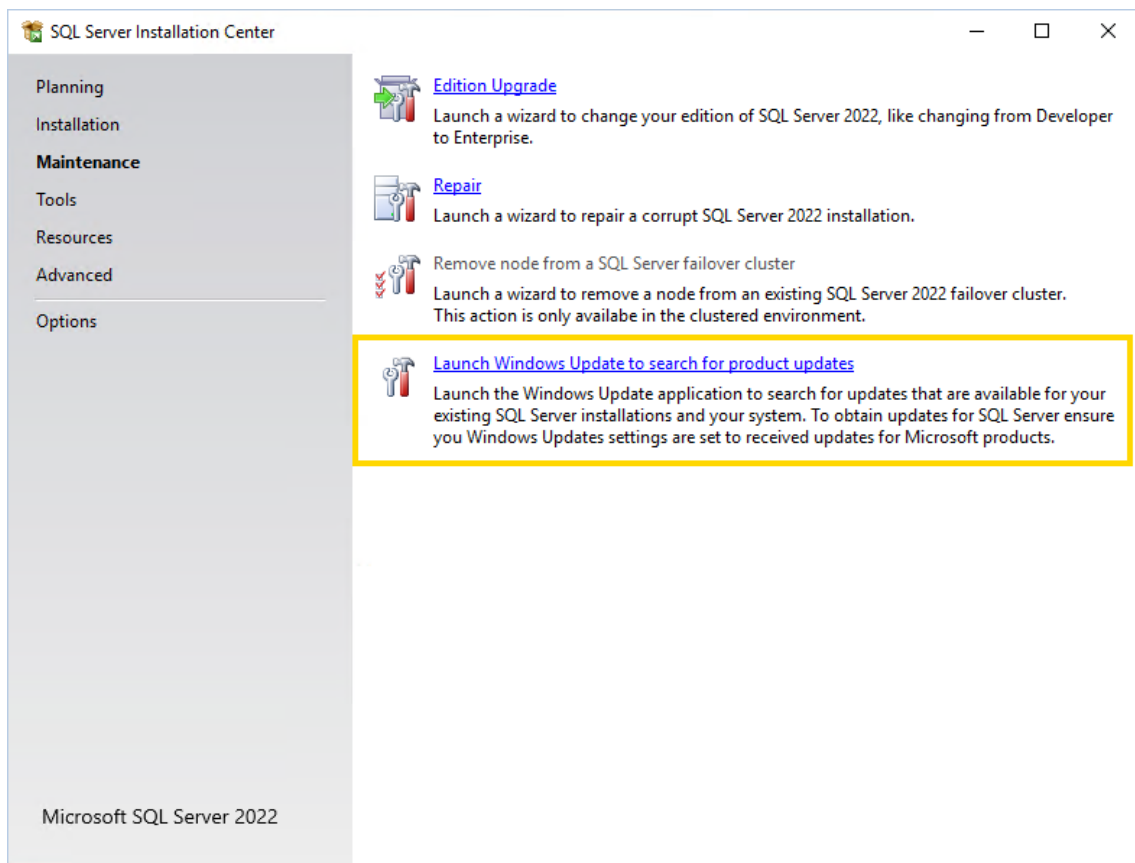 SQL Server Installation Center
Planning
Installation
Maintenance
Tools
Resources
Advanced
Options
Edition Upgrade
Launch a wizard to change your edition of SQL Server 2022, like changing from Developer
to Enterprise.
Repair
Launch a wizard to repair a corrupt SQL Server 2022 installation.
Remove node from a SQL Server failover cluster
Launch a wizard to remove a node from an existing SQL Server 2022 failover cluster.
This action is only availabe in the clustered environment.
Launch Windows Update to search for product updates
Launch the Windows Update application to search for updates that are available for your
existing SQL Server installations and your system. To obtain updates for SQL Server ensure
you Windows Updates settings are set to received updates for Microsoft products.
Microsoft SQL Server 2022